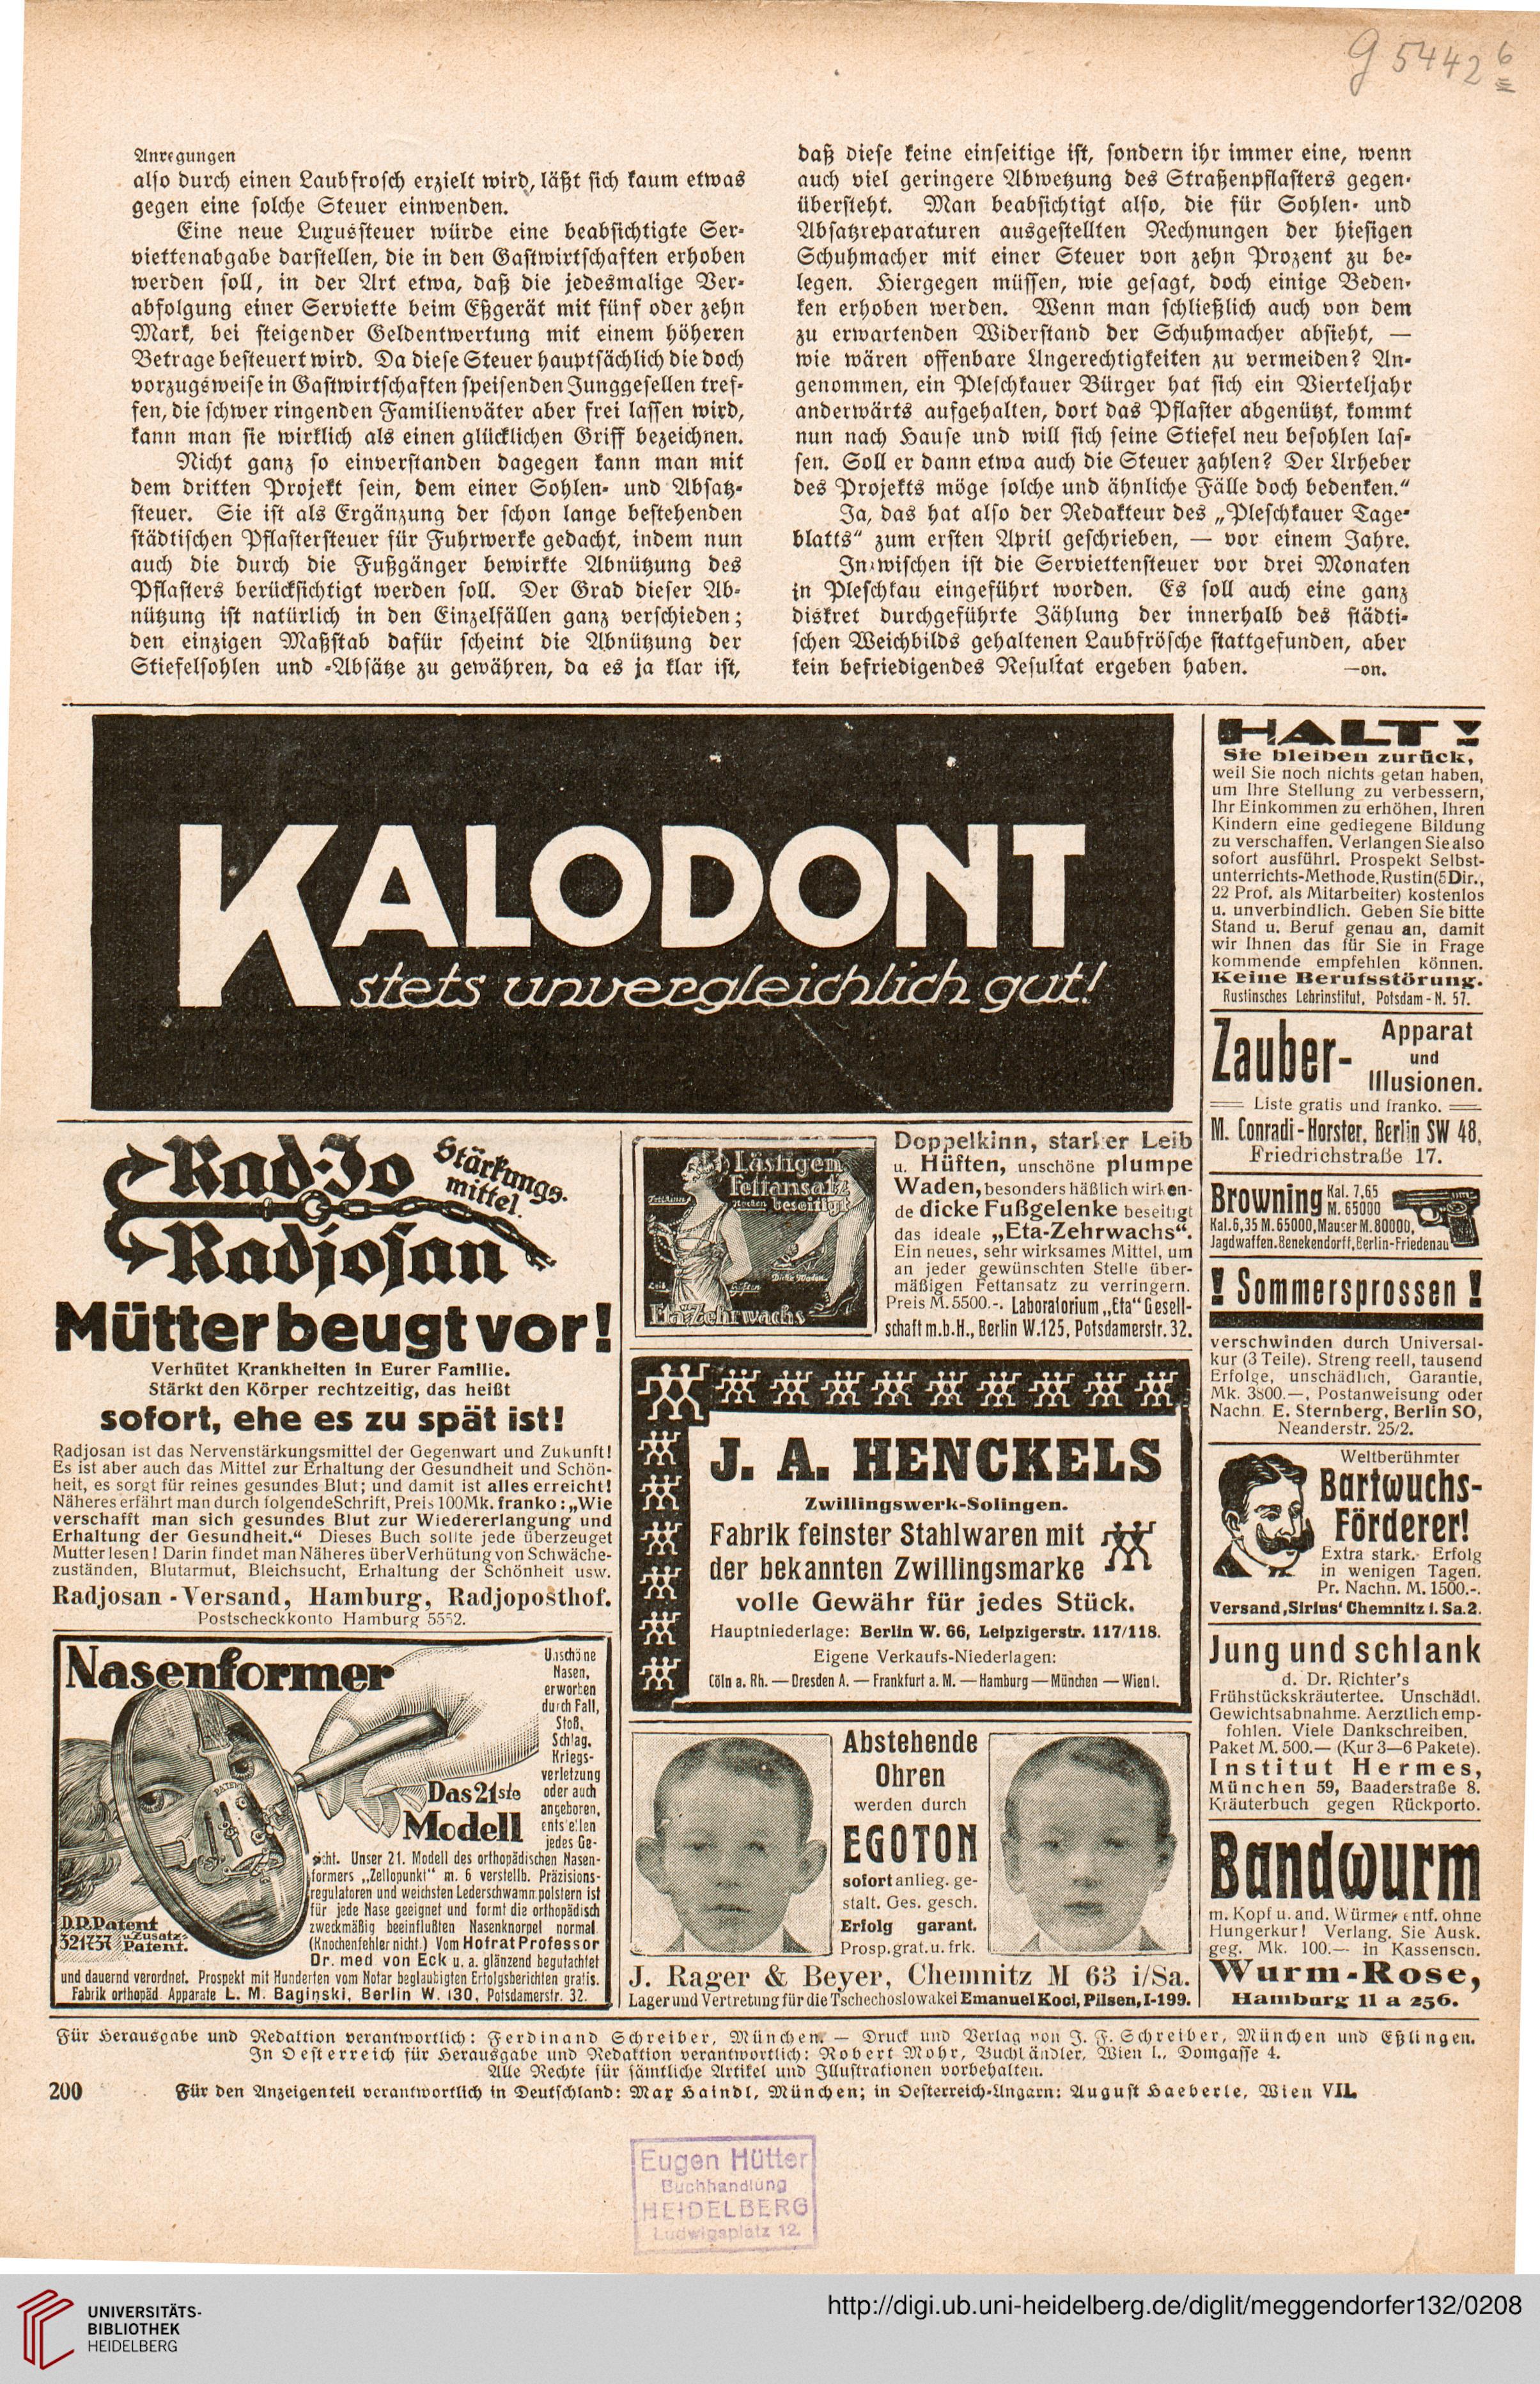 g 5442 6
Anregungen
also durch einen Laubfrosch erzielt wird, läßt sich kaum etwas
gegen eine solche Steuer einwenden.
Eine neue Luxussteuer würde eine beabsichtigte Ser-
viettenabgabe darstellen, die in den Gastwirtschaften erhoben
werden soll, in der Art etwa, daß die jedesmalige Ver-
abfolgung einer Serviette beim Eßgerät mit fünf oder zehn
Mark, bei steigender Geldentwertung mit einem höheren
Betrage besteuert wird. Da diese Steuer hauptsächlich die doch
vorzugsweise in Gastwirtschaften speisenden Junggesellen tref-
fen, die schwer ringenden Familienväter aber frei lassen wird,
kann man sie wirklich als einen glücklichen Griff bezeichnen.
Nicht ganz so einverstanden dagegen kann man mit
dem dritten Projekt sein, dem einer Sohlen- und Absatz-
steuer. Sie ist als Ergänzung der schon lange bestehenden
städtischen Pflastersteuer für Fuhrwerke gedacht, indem nun
auch die durch die Fußgänger bewirkte Abnützung des
Pflasters berücksichtigt werden soll. Der Grad dieser Ab-
nützung ist natürlich in den Einzelfällen ganz verschieden;
den einzigen Maßstab dafür scheint die Abnützung der
Stiefelsohlen und -Absätze zu gewähren, da es ja klar ist,
daß diese keine einseitige ist, sondern ihr immer eine, wenn
auch viel geringere Abwetzung des Straßenpflasters gegen-
übersteht. Man beabsichtigt also, die für Sohlen- und
Absatzreparaturen ausgestellten Rechnungen der hiesigen
Schuhmacher mit einer Steuer von zehn Prozent zu be-
legen. Hiergegen müssen, wie gesagt, doch einige Beden-
ken erhoben werden. Wenn man schließlich auch von dem
zu erwartenden Widerstand der Schuhmacher absieht, —
wie wären offenbare Ungerechtigkeiten zu vermeiden? An-
genommen, ein Pleschkauer Bürger hat sich ein Vierteljahr
anderwärts aufgehalten, dort das Pflaster abgenützt, kommt
nun nach Hause und will sich seine Stiefel neu besohlen las-
sen. Soll er dann etwa auch die Steuer zahlen? Der Urheber
des Projekts möge solche und ähnliche Fälle doch bedenken."
Ja, das hat also der Redakteur des „Pleschkauer Tage-
blatts" zum ersten April geschrieben, — vor einem Jahre.
Inzwischen ist die Serviettensteuer vor drei Monaten
in Pleschkau eingeführt worden. Es soll auch eine ganz
diskret durchgeführte Zählung der innerhalb des städti-
schen Weichbilds gehaltenen Laubfrösche stattgefunden, aber
kein befriedigendes Resultat ergeben haben. —on.
KALODONT
stets unvergleichlich gut!
HALT!
Sie bleiben zurück,
weil Sie noch nichts getan haben,
um Ihre Stellung zu verbessern,
Ihr Einkommen zu erhöhen, Ihren
Kindern eine gediegene Bildung
zu verschaffen. Verlangen Sie also
sofort ausführl. Prospekt Selbst-
unterrichts-Methode. Rustin (5 Dir.,
22 Prof. als Mitarbeiter) kostenlos
u. unverbindlich. Geben Sie bitte
Stand u. Beruf genau an, damit
wir Ihnen das für Sie in Frage
kommende empfehlen können.
Keine Berufsstörung.
Rustinsches Lehrinstitut, Potsdam - N. 57.
Zauber-
Apparat
und
Illusionen.
Liste gratis und franko.
M. Conradi-Horster, Berlin SW 48,
Friedrichstraße 17.
Browning Kal. 7,65
M. 65000
Kal. 6,35 M. 65000, Mauser M. 80000,
Jagdwaffen. Benekendorff, Berlin-Friedenau
! Sommersprossen !
verschwinden durch Universal-
kur (3 Teile). Streng reell, tausend
Erfolge, unschädlich, Garantie,
Mk. 3800.—, Postanweisung oder
Nachn. E. Sternberg, Berlin SO,
Neanderstr. 25/2.
Weltberühmter
Bartwuchs-
Förderer!
Extra stark. Erfolg
in wenigen Tagen.
Pr. Nachn. M. 1500.-.
Versand ‚Sirius' Chemnitz i. Sa. 2.
Jung und schlank
d. Dr. Richter's
Frühstückskräutertee. Unschädl.
Gewichtsabnahme. Aerztlich emp-
fohlen. Viele Dankschreiben.
Paket M. 500.— (Kur 3—6 Pakete).
Institut Hermes,
München 59, Baaderstraße 8.
Kräuterbuch gegen Rückporto.
Bandwurm
m. Kopf u. and. Würmer entf. ohne
Hungerkur! Verlang. Sie Ausk.
geg. Mk. 100.— in Kassensch.
Wurm-Rose,
Hamburg 11 a 256.
Rad-Jo
Stärkungs-
mittel.
Radjosan
Mütter beugt vor!
Verhütet Krankheiten in Eurer Familie.
Stärkt den Körper rechtzeitig, das heißt
sofort, ehe es zu spät ist!
Radjosan ist das Nervenstärkungsmittel der Gegenwart und Zukunft!
Es ist aber auch das Mittel zur Erhaltung der Gesundheit und Schön-
heit, es sorgt für reines gesundes Blut; und damit ist alles erreicht!
Näheres erfährt man durch folgende Schrift, Preis 100 Mk. franko: „Wie
verschafft man sich gesundes Blut zur Wiedererlangung und
Erhaltung der Gesundheit." Dieses Buch sollte jede überzeuget
Mutter lesen! Darin findet man Näheres über Verhütung von Schwäche-
zuständen, Blutarmut, Bleichsucht, Erhaltung der Schönheit usw.
Radjosan - Versand, Hamburg, Radjoposthof.
Postscheckkonto Hamburg 5552.
Nasenformer
Das 21ste
Modell
D.R.Patent
321737 u. Zusatz-
Patent.
Unschöne
Nasen,
erworben
durch Fall,
Stoß,
Schlag,
Kriegs-
verletzung
oder auch
angeboren,
entstellen
jedes Ge-
sicht. Unser 21. Modell des orthopädischen Nasen-
formers „Zellopunkt" m. 6 verstellb. Präzisions-
regulatoren und weichsten Lederschwammpolstern ist
für jede Nase geeignet und formt die orthopädisch
zweckmäßig beeinflußten Nasenknorpel normal.
(Knochenfehler nicht.) Vom Hofrat Professor
Dr. med von Eck u. a. glänzend begutachtet
und dauernd verordnet. Prospekt mit Hunderten vom Notar beglaubigten Erfolgsberichten gratis.
Fabrik orthopäd Apparate L. M. Baginski, Berlin W. 130, Potsdamerstr. 32.
Lästigen
Fettansatz
beseitigt
Nacken
Leib
Hüften
Dicke Waden
"Eta Zehrwachs"
Doppelkinn, starker Leib
u. Hüften, unschöne plumpe
Waden, besonders häßlich wirken-
de dicke Fußgelenke beseitigt
das ideale „Eta-Zehrwachs".
Ein neues, sehr wirksames Mittel, um
an jeder gewünschten Stelle über-
mäßigen Fettansatz zu verringern.
Preis M. 5500.-. Laboratorium „Eta" Gesell-
schaft m.b.H., Berlin W.125, Potsdamerstr. 32.
J. A. HENCKELS
Zwillingswerk-Solingen.
Fabrik feinster Stahlwaren mit
der bekannten Zwillingsmarke
volle Gewähr für jedes Stück.
Hauptniederlage: Berlin W. 66, Leipzigerstr. 117/118.
Eigene Verkaufs-Niederlagen:
Cöln a. Rh. — Dresden A. — Frankfurt a. M. — Hamburg — München — Wien I.
Abstehende
Ohren
werden durch
EGOTON
sofort anlieg. ge-
stalt. Ges. gesch.
Erfolg garant.
Prosp. grat. u. frk.
J. Rager & Beyer, Chemnitz M 63 i/Sa.
Lager und Vertretung für die Tschechoslowakei Emanuel Kocl, Pilsen, I-199.
Für Herausgabe und Redaktion verantwortlich: Ferdinand Schreiber, München. — Druck und Verlag von J. F. Schreiber, München und Eßlingen.
In Oesterreich für Herausgabe und Redaktion verantwortlich: Robert Mohr, Buchhändler, Wien I., Domgasse 4.
Alle Rechte für sämtliche Artikel und Illustrationen vorbehalten.
200
Für den Anzeigenteil verantwortlich in Deutschland: Max Haindl, München; in Oesterreich-Ungarn: August Haeberle, Wien VII.
Eugen Hütter
Buchhandlung
HEIDELBERG
Ludwigsplatz 12.
UNIVERSITÄTS-
BIBLIOTHEK
HEIDELBERG
http://digi.ub.uni-heidelberg.de/diglit/meggendorfer132/0208